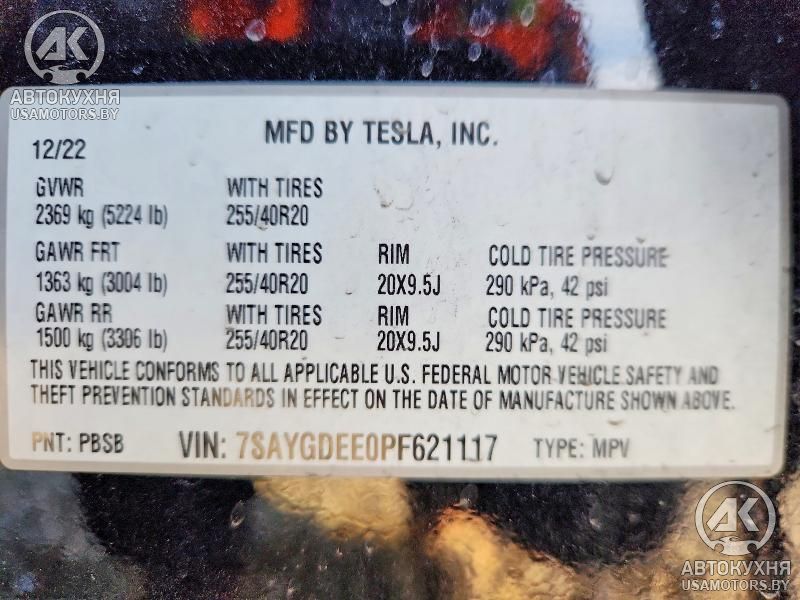 AK
АВТОКУХНЯ
USAMOTORS.BY
MFD BY TESLA, INC.
12/22
GVWR WITH TIRES
2369 kg (5224 lb) 255/40R20
GAWR FRT WITH TIRES RIM COLD TIRE PRESSURE
1363 kg (3004 lb) 255/40R20 20X9.5J 290 kPa, 42 psi
GAWR RR WITH TIRES RIM COLD TIRE PRESSURE
1500 kg (3306 lb) 255/40R20 20X9.5J 290 kPa, 42 psi
THIS VEHICLE CONFORMS TO ALL APPLICABLE U.S. FEDERAL MOTOR VEHICLE SAFETY AND
THEFT PREVENTION STANDARDS IN EFFECT ON THE DATE OF MANUFACTURE SHOWN ABOVE.
PNT: PBSB VIN: 7SAYGDEE0PF621117 TYPE: MPV
AK
АВТОКУХНЯ
USAMOTORS.BY